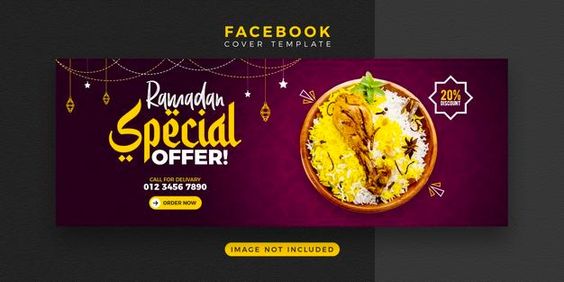 FACEBOOK
COVER TEMPLATE
Ramadan
Special
OFFER!
CALL FOR DELIVARY
012 3456 7890
ORDER NOW
20%
DISCOUNT
IMAGE NOT INCLUDED